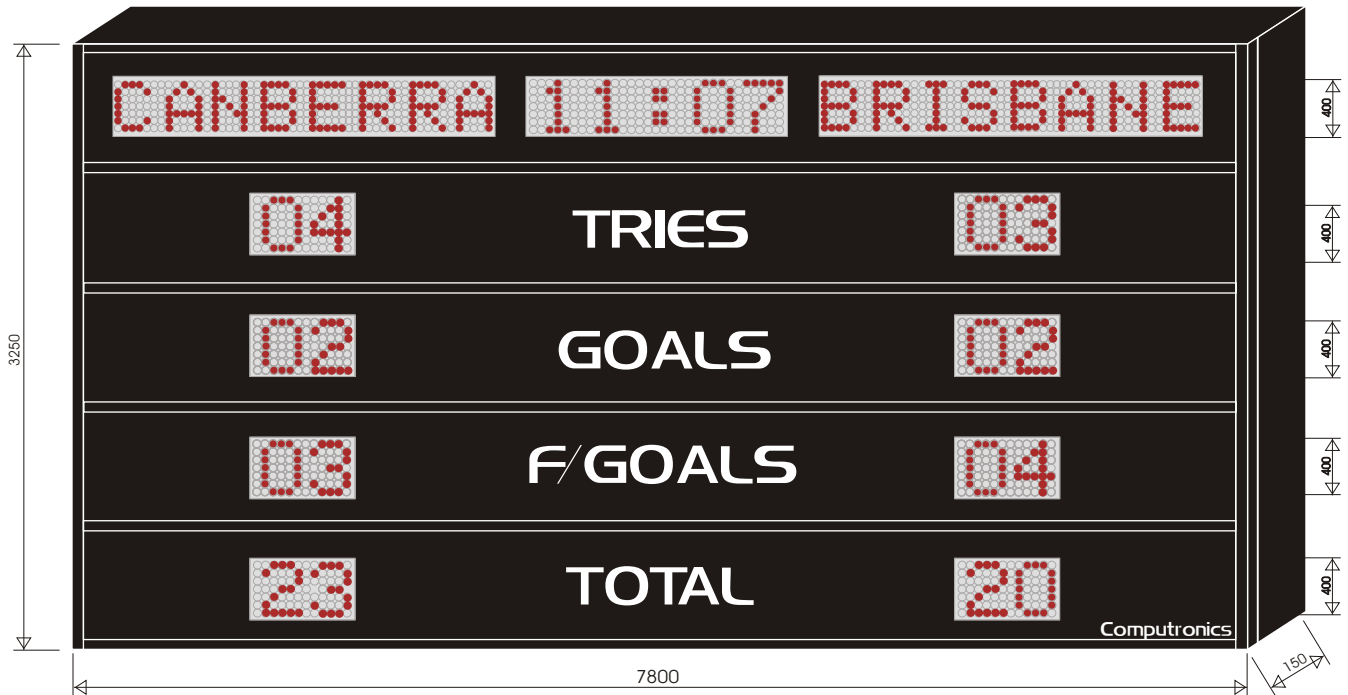 CANBERRA 11:07 BRISBANE
400
04 TRIES 03
400
3250
02 GOALS 02
400
03 F/GOALS 04
400
23 TOTAL 20
400
Computronics
7800
150